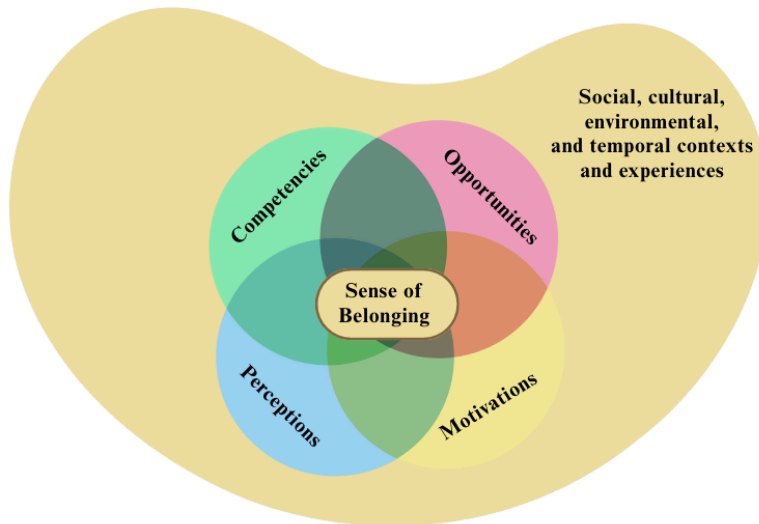 Social, cultural,
environmental,
and temporal contexts
and experiences
Competencies
Opportunities
Sense of
Belonging
Perceptions
Motivations